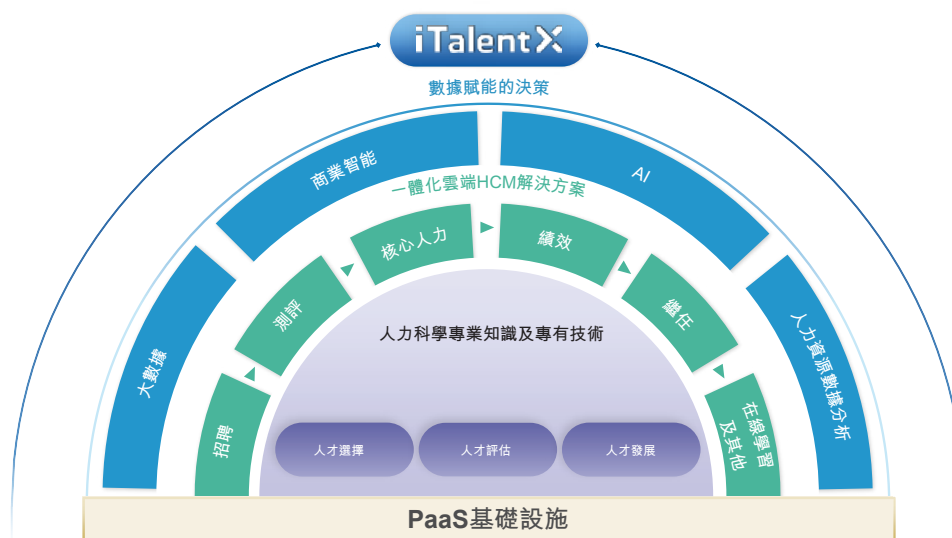 iTalentX
數據賦能的決策
大數據
商業智能
AI
人力資源數據分析
一體化雲端HCM解決方案
招聘
測評
核心人力
績效
繼任
在線學習
及其他
人力科學專業知識及專有技術
人才選擇
人才評估
人才發展
PaaS基礎設施